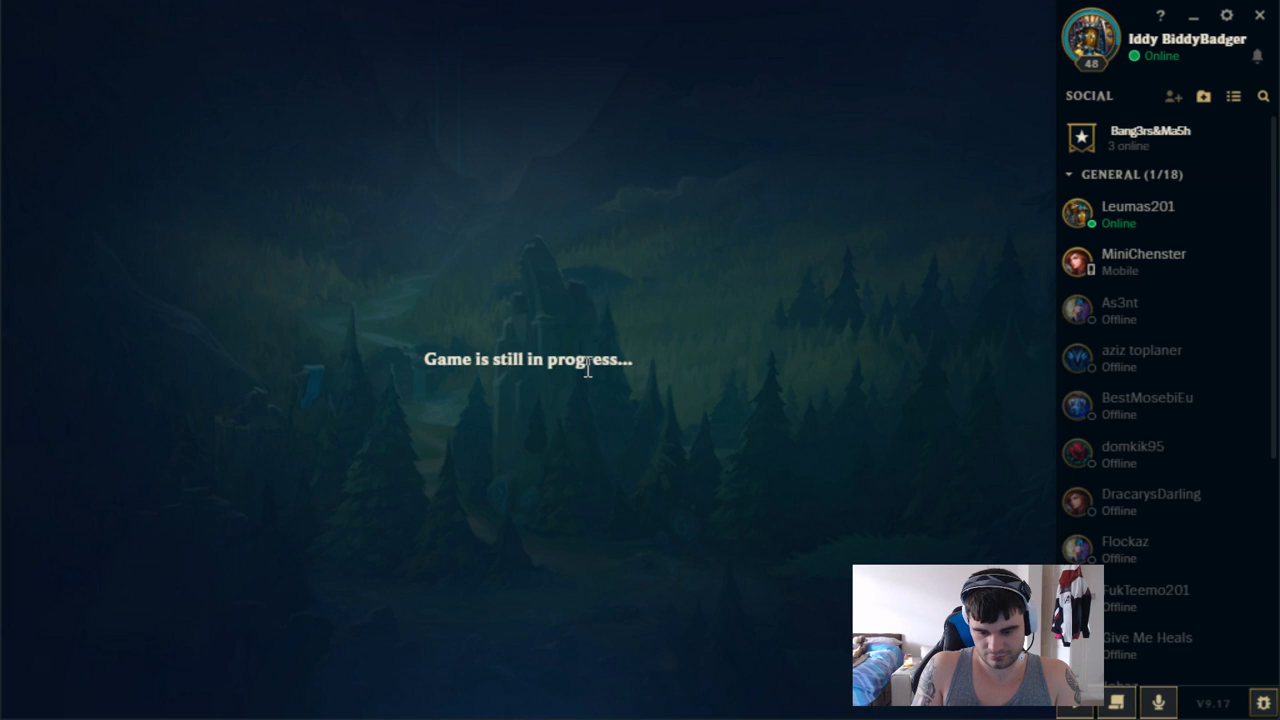 ?
Iddy BiddyBadger
48
Online
SOCIAL
Bang3rs&Ma5h
3 online
GENERAL (1/18)
Leumas201
Online
MiniChenster
Mobile
As3nt
Offline
aziz toplaner
Offline
Game is still in progress...
BestMosebiEu
Offline
domkik95
Offline
DracarysDarling
Offline
Flockaz
Offline
FukTeemo201
Offline
Give Me Heals
Offline
V9.17